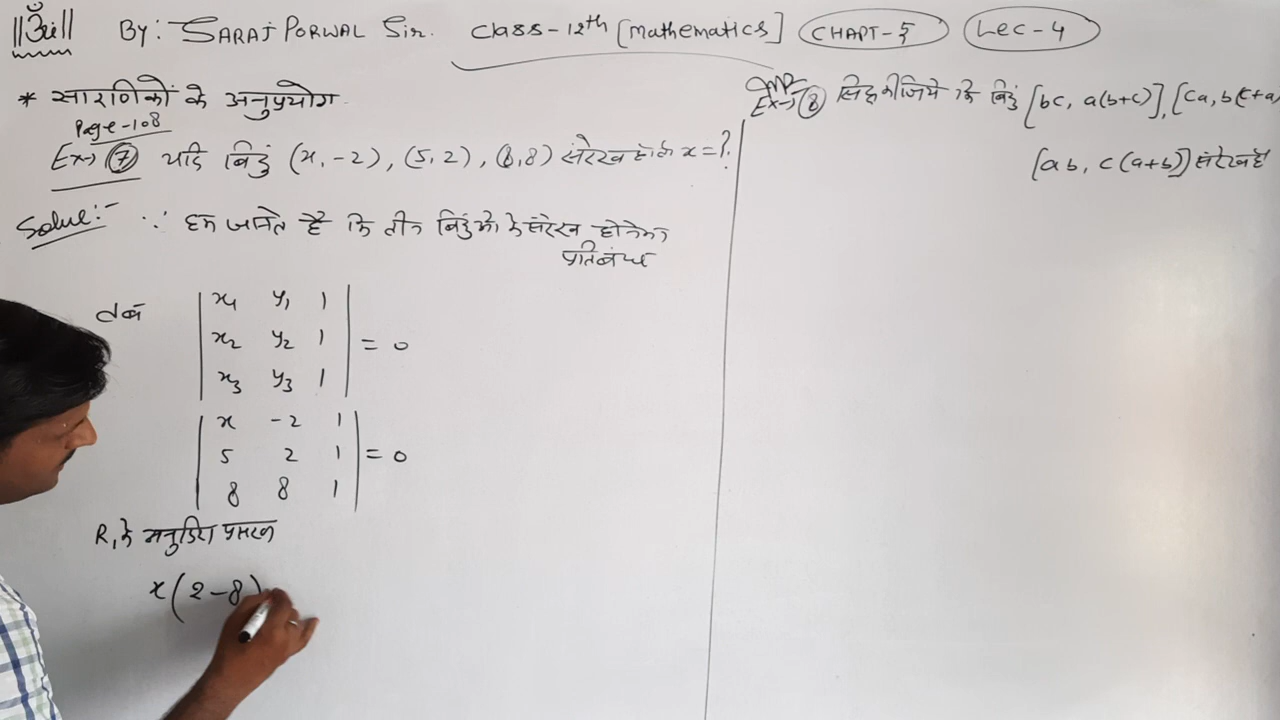 ||ॐ|| By: SARAJ PORWAL Sir. Class-12th [Mathematics] CHAPT-5 Lec-4
* सारणिकों के अनुप्रयोग
Page-108
Ex→ 7 यदि बिंदु (x,-2), (5,2), (8,8) संरेख हो तो x=?
Solve:- ∵ हम जानते है कि तीन बिंदुओं के संरेख होने का
प्रतिबंध
तब
| x1 y1 1 |
| x2 y2 1 | = 0
| x3 y3 1 |
| x -2 1 |
| 5 2 1 | = 0
| 8 8 1 |
R1 के अनुदिश प्रसरण
x(2-8)
IMP
Ex→ 8 सिद्ध कीजिये कि बिंदु [bc, a(b+c)], [ca, b(c+a)
[ab, c(a+b)] संरेख है